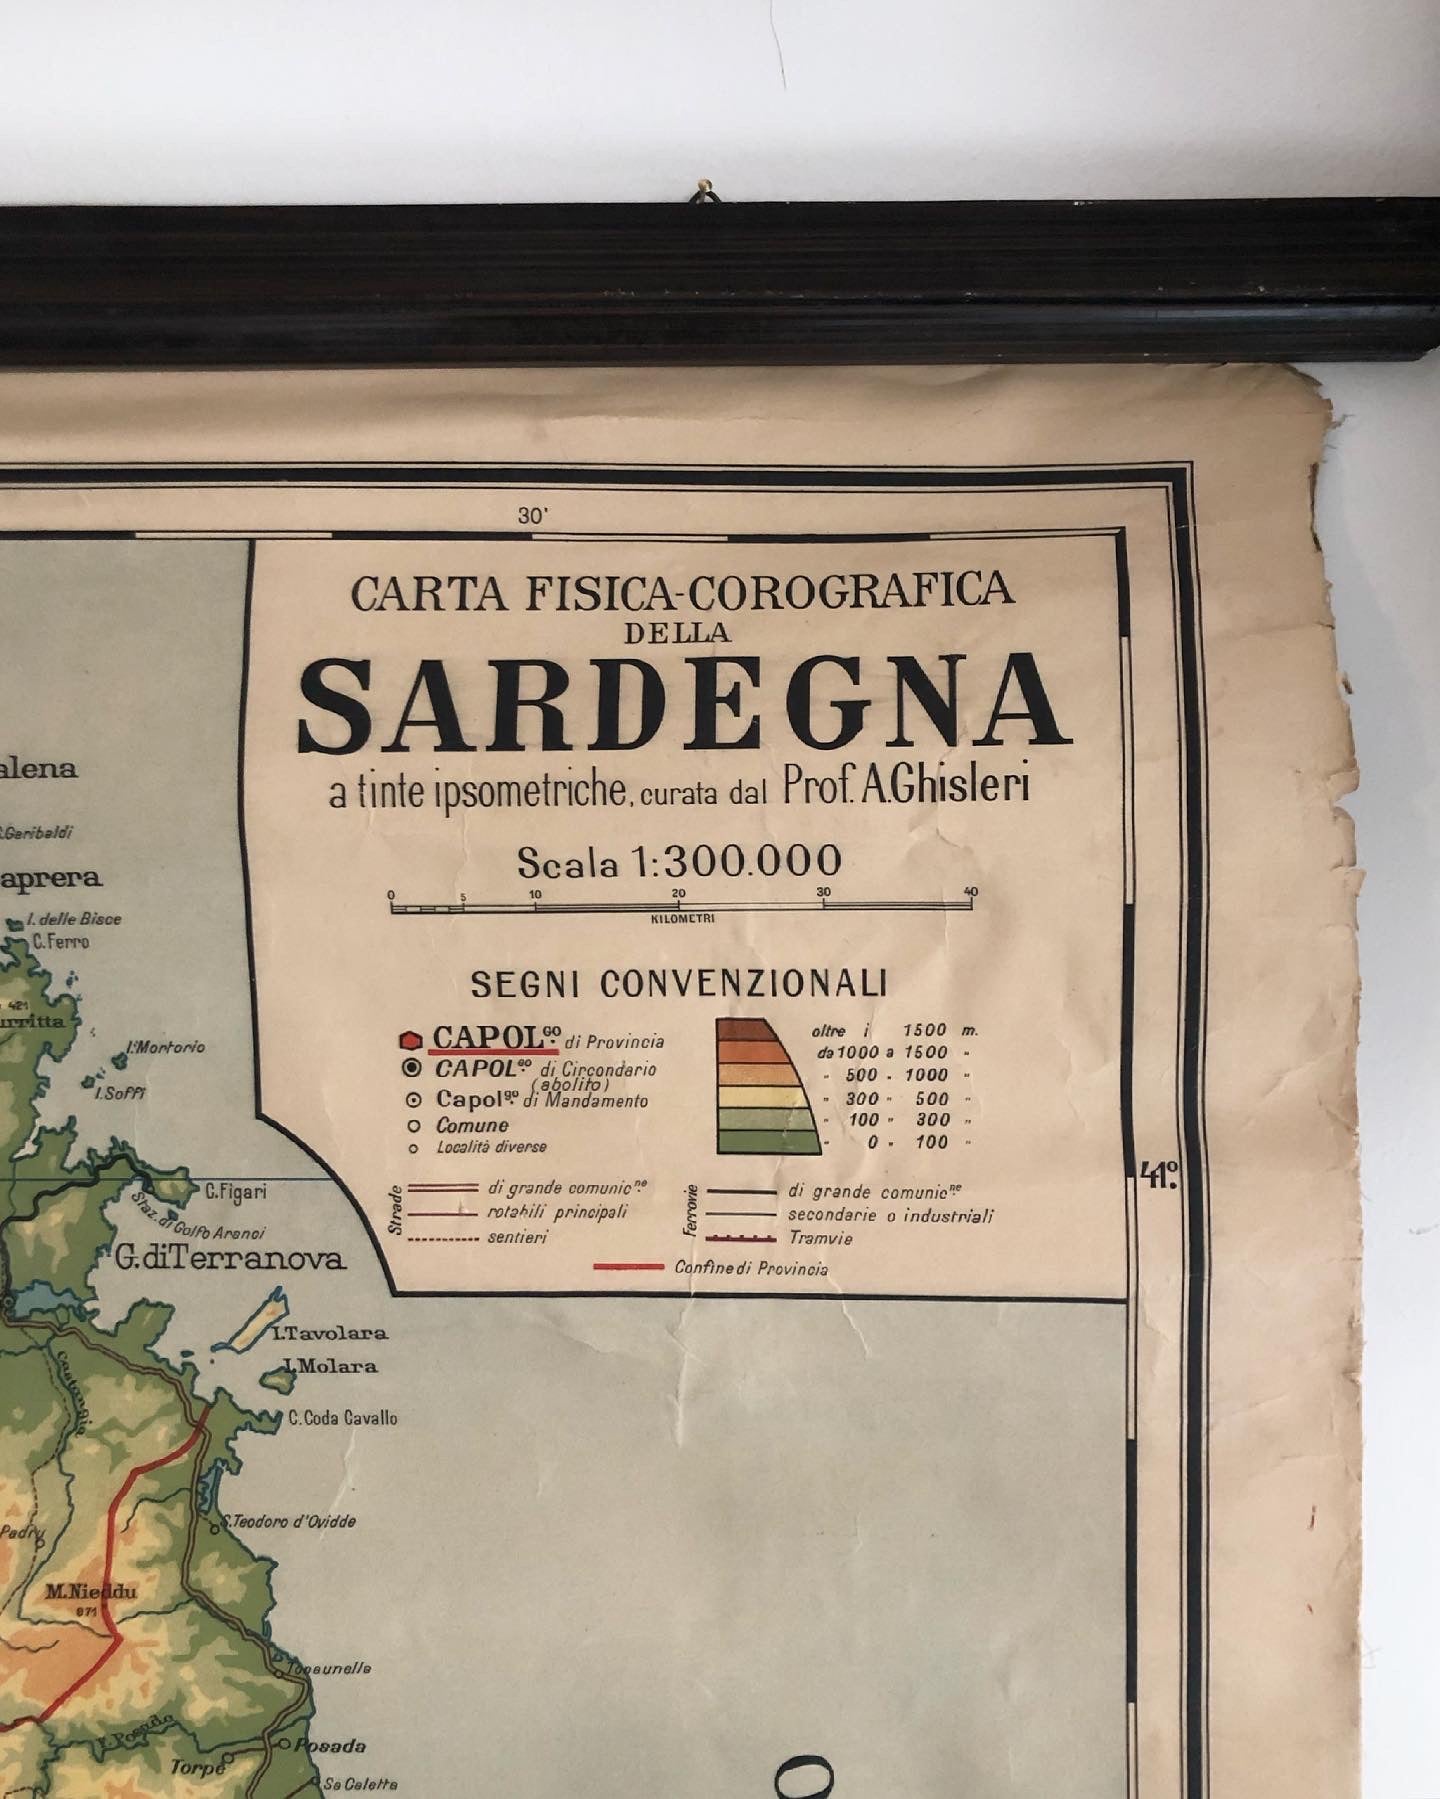 30'
CARTA FISICA-COROGRAFICA
DELLA
SARDEGNA
a tinte ipsometriche, curata dal Prof. A. Ghisleri
Scala 1:300.000
0 5 10 20 30 40
KILOMETRI
SEGNI CONVENZIONALI
CAPOL.GO di Provincia
CAPOL.GO di Circondario
(abolito)
Capol.go di Mandamento
Comune
Località diverse
oltre i 1500 m.
da 1000 a 1500 "
" 500 " 1000 "
" 300 " 500 "
" 100 " 300 "
" 0 " 100 "
Strade
di grande comunic.ne
rotabili principali
sentieri
Ferrovie
di grande comunic.ne
secondarie o industriali
Tramvie
Confine di Provincia
41°
alena
Garibaldi
aprera
I. delle Bisce
C. Ferro
421
I. Mortorio
I. Soffi
C. Figari
Staz. di Golfo Aranci
G. di Terranova
I. Tavolara
I. Molara
C. Coda Cavallo
S. Teodoro d'Ovidde
M. Nieddu
971
F. Posada
Posada
Torpè
Sa Caletta
O